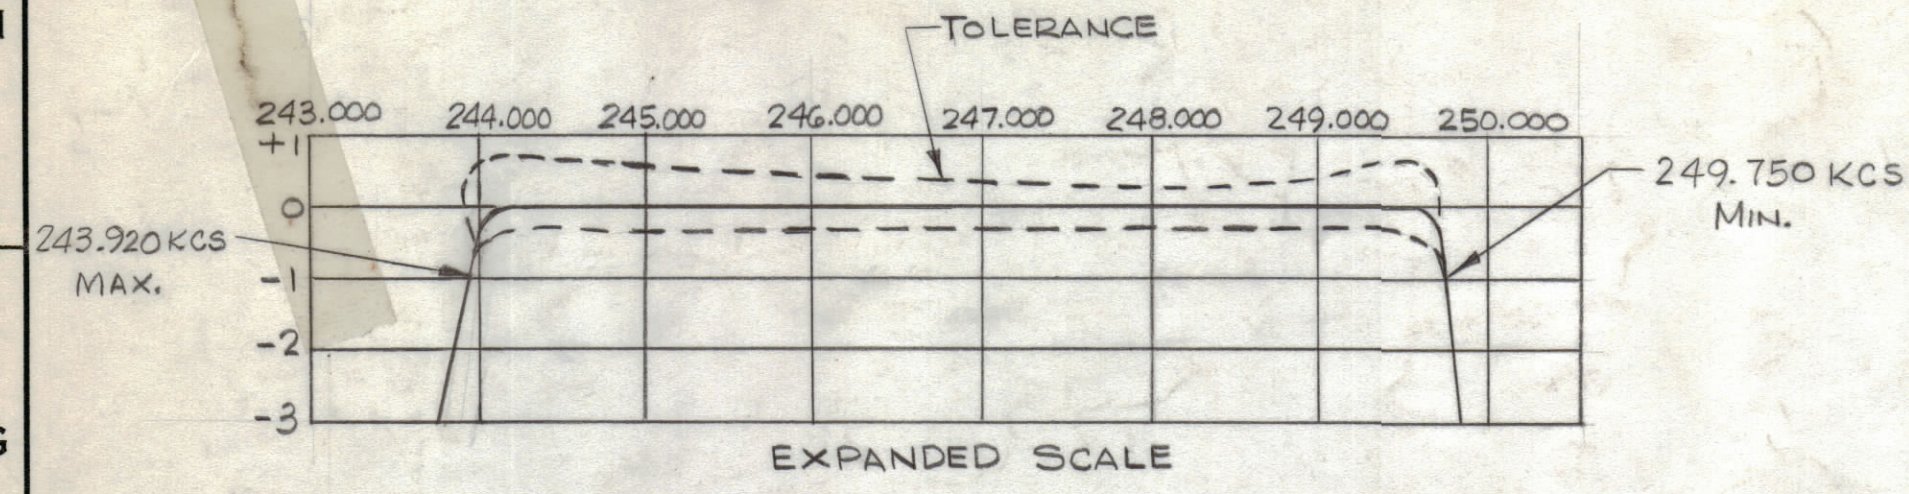 TOLERANCE
243.000 244.000 245.000 246.000 247.000 248.000 249.000 250.000
+1
0
-1
-2
-3
243.920 KCS
MAX.
249.750 KCS
MIN.
EXPANDED SCALE
G